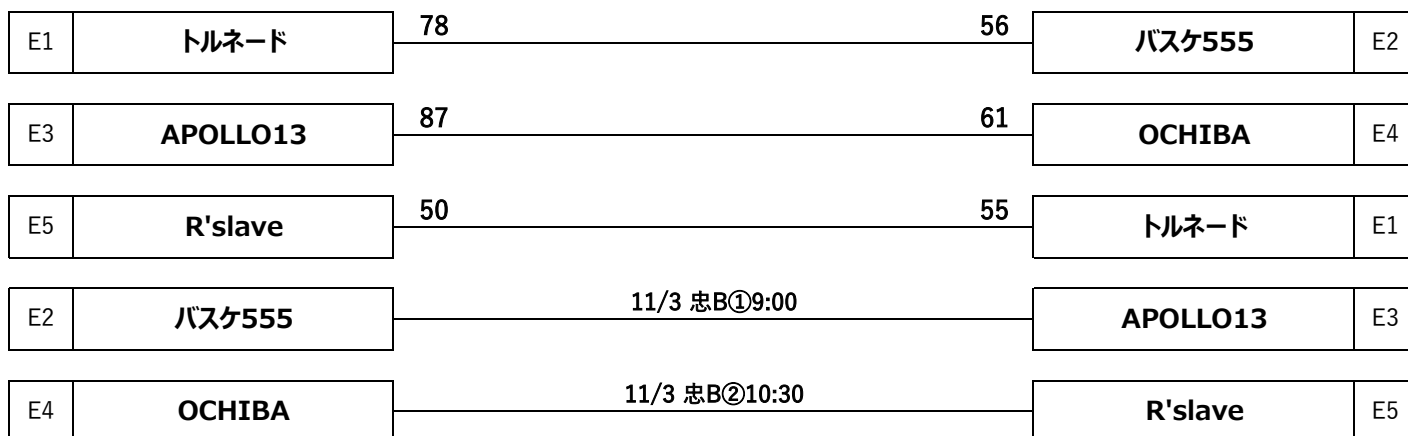 E1 トルネード 78 56 バスケ555 E2
E3 APOLLO13 87 61 OCHIBA E4
E5 R'slave 50 55 トルネード E1
E2 バスケ555 11/3 忠B①9:00 APOLLO13 E3
E4 OCHIBA 11/3 忠B②10:30 R'slave E5